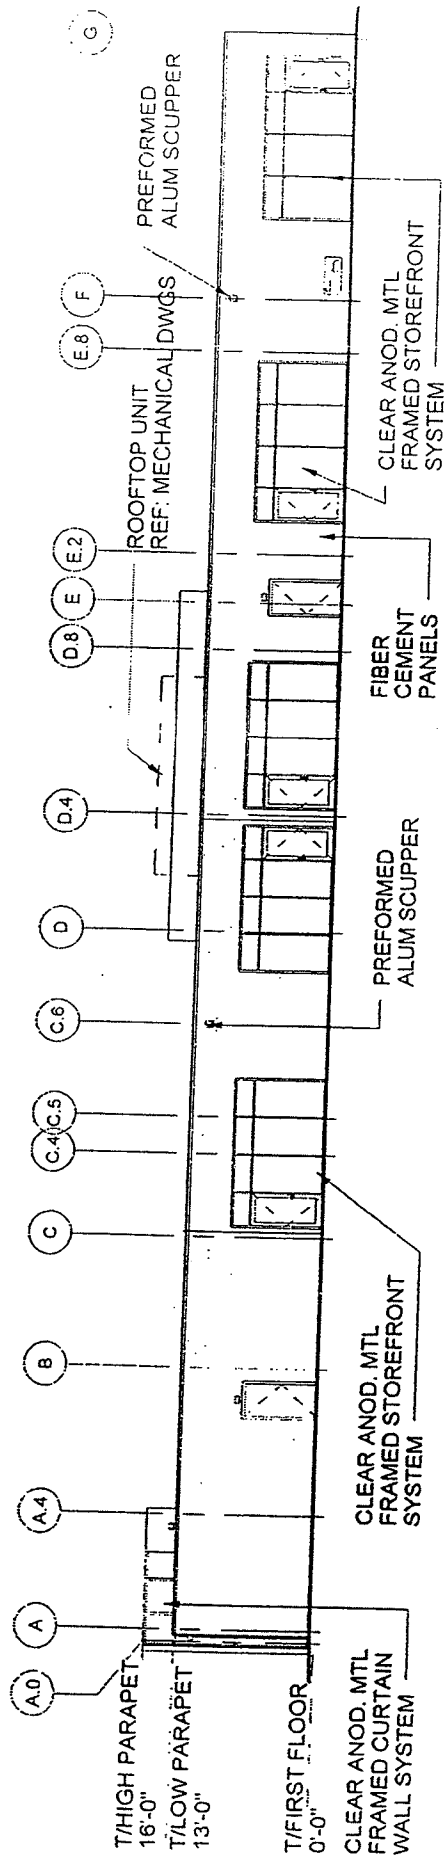 A.0
A
A.4
B
C
C.4
C.5
C.6
D
D.4
D.8
E
E.2
E.8
F
G
T/HIGH PARAPET
16'-0"
T/LOW PARAPET
13'-0"
T/FIRST FLOOR
0'-0"
ROOFTOP UNIT
REF: MECHANICAL DWGS
PREFORMED
ALUM SCUPPER
CLEAR ANOD. MTL
FRAMED CURTAIN
WALL SYSTEM
CLEAR ANOD. MTL
FRAMED STOREFRONT
SYSTEM
PREFORMED
ALUM SCUPPER
FIBER
CEMENT
PANELS
CLEAR ANOD. MTL
FRAMED STOREFRONT
SYSTEM